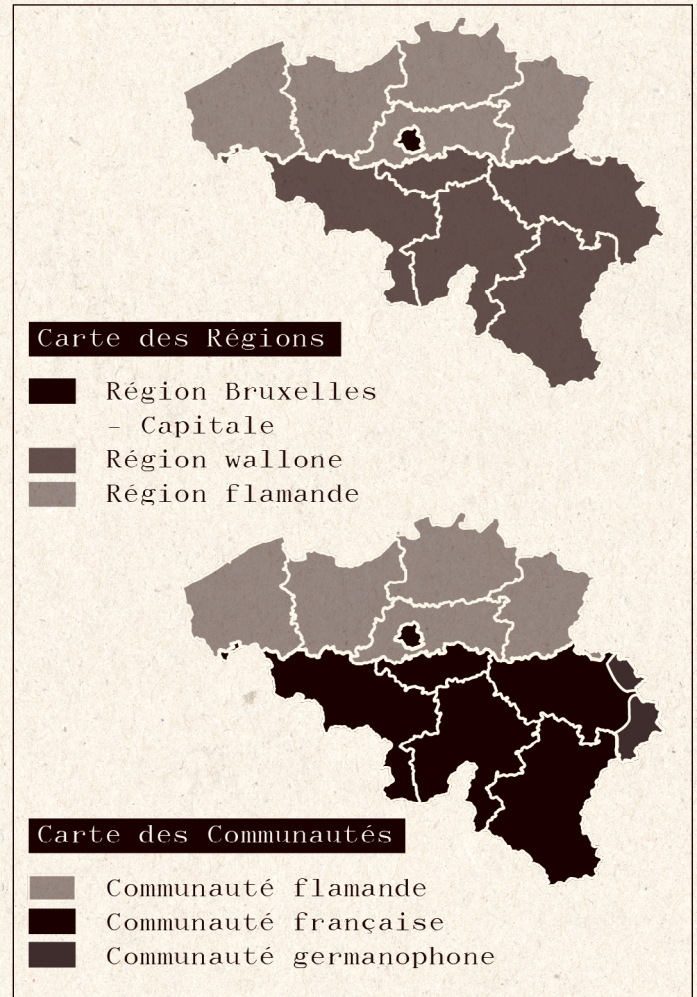 Carte des Régions
Région Bruxelles
– Capitale
Région wallone
Région flamande
Carte des Communautés
Communauté flamande
Communauté française
Communauté germanophone